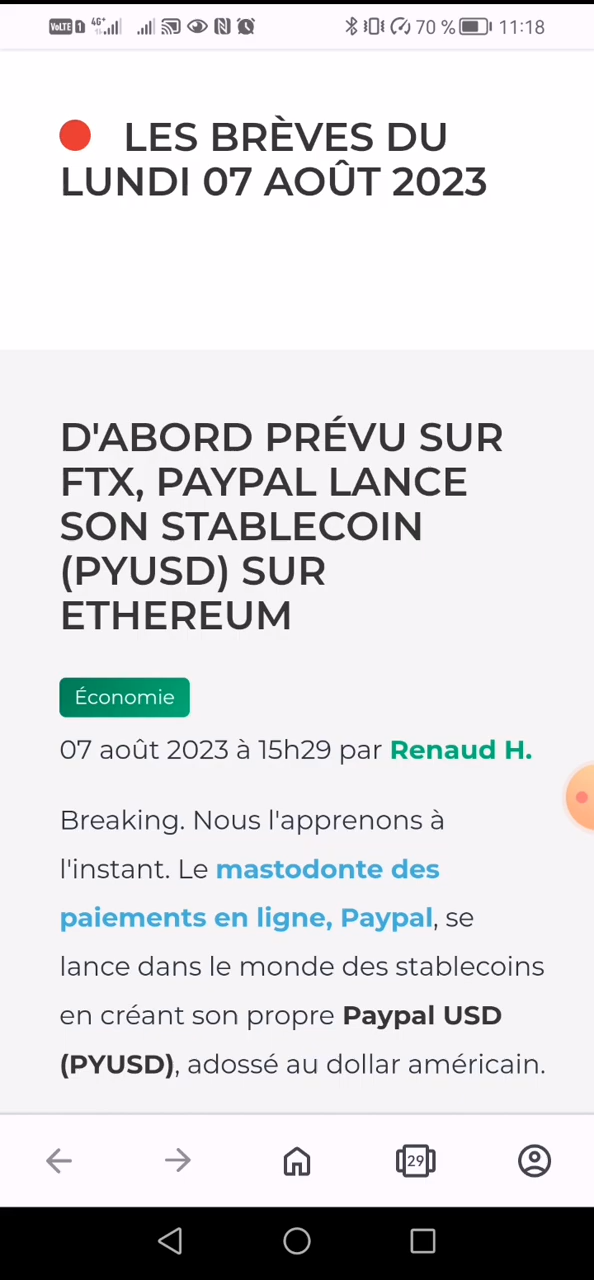 VoLTE 1 4G+ 70 % 11:18
LES BRÈVES DU
LUNDI 07 AOÛT 2023
D'ABORD PRÉVU SUR
FTX, PAYPAL LANCE
SON STABLECOIN
(PYUSD) SUR
ETHEREUM
Économie
07 août 2023 à 15h29 par Renaud H.
Breaking. Nous l'apprenons à
l'instant. Le mastodonte des
paiements en ligne, Paypal, se
lance dans le monde des stablecoins
en créant son propre Paypal USD
(PYUSD), adossé au dollar américain.
29